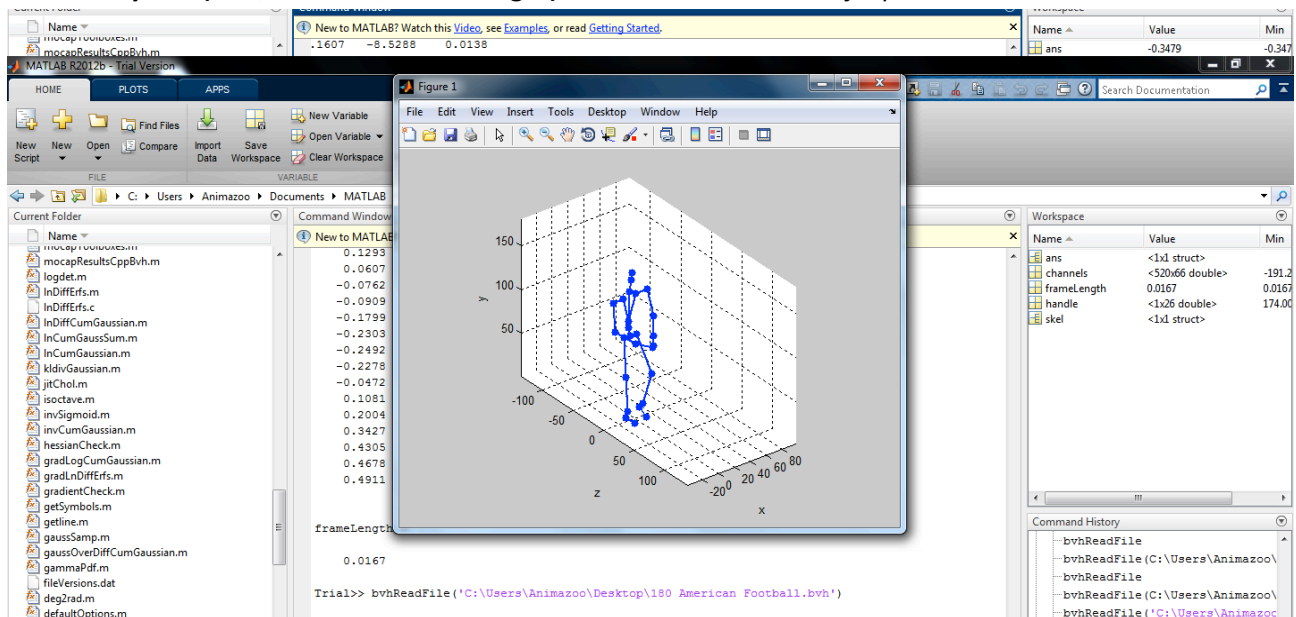 Name
Command Window
New to MATLAB? Watch this Video, see Examples, or read Getting Started.
Name Value Min
mocapResultsCppBvh.m
.1607 -8.5288 0.0138
ans -0.3479 -0.347
MATLAB R2012b - Trial Version
HOME PLOTS APPS
Search Documentation
New Script
New
Open
Find Files
Compare
Import Data
Save Workspace
New Variable
Open Variable
Clear Workspace
FILE
VARIABLE
C: Users Animazoo Documents MATLAB
Current Folder
Name
mocapToolboxes.m
mocapResultsCppBvh.m
logdet.m
lnDiffErfs.m
lnDiffErfs.c
lnDiffCumGaussian.m
lnCumGaussSum.m
lnCumGaussian.m
kldivGaussian.m
jitChol.m
isoctave.m
invSigmoid.m
invCumGaussian.m
hessianCheck.m
gradLogCumGaussian.m
gradLnDiffErfs.m
gradientCheck.m
getSymbols.m
getline.m
gaussSamp.m
gaussOverDiffCumGaussian.m
gammaPdf.m
fileVersions.dat
deg2rad.m
defaultOptions.m
Command Window
New to MATLAB
0.1293
0.0607
-0.0762
-0.0909
-0.1799
-0.2303
-0.2492
-0.2278
-0.0472
0.1081
0.2004
0.3427
0.4305
0.4678
0.4911
frameLength
0.0167
Trial>> bvhReadFile('C:\Users\Animazoo\Desktop\180 American Football.bvh')
Figure 1
File Edit View Insert Tools Desktop Window Help
150
100
50
y
-100
-50
0
50
100
z
-20
0
20
40
60
80
x
Workspace
Name Value Min
ans <1x1 struct>
channels <520x66 double> -191.2
frameLength 0.0167 0.0167
handle <1x26 double> 174.00
skel <1x1 struct>
Command History
bvhReadFile
bvhReadFile(C:\Users\Animazoo\
bvhReadFile
bvhReadFile(C:\Users\Animazoo\
bvhReadFile('C:\Users\Animazoo